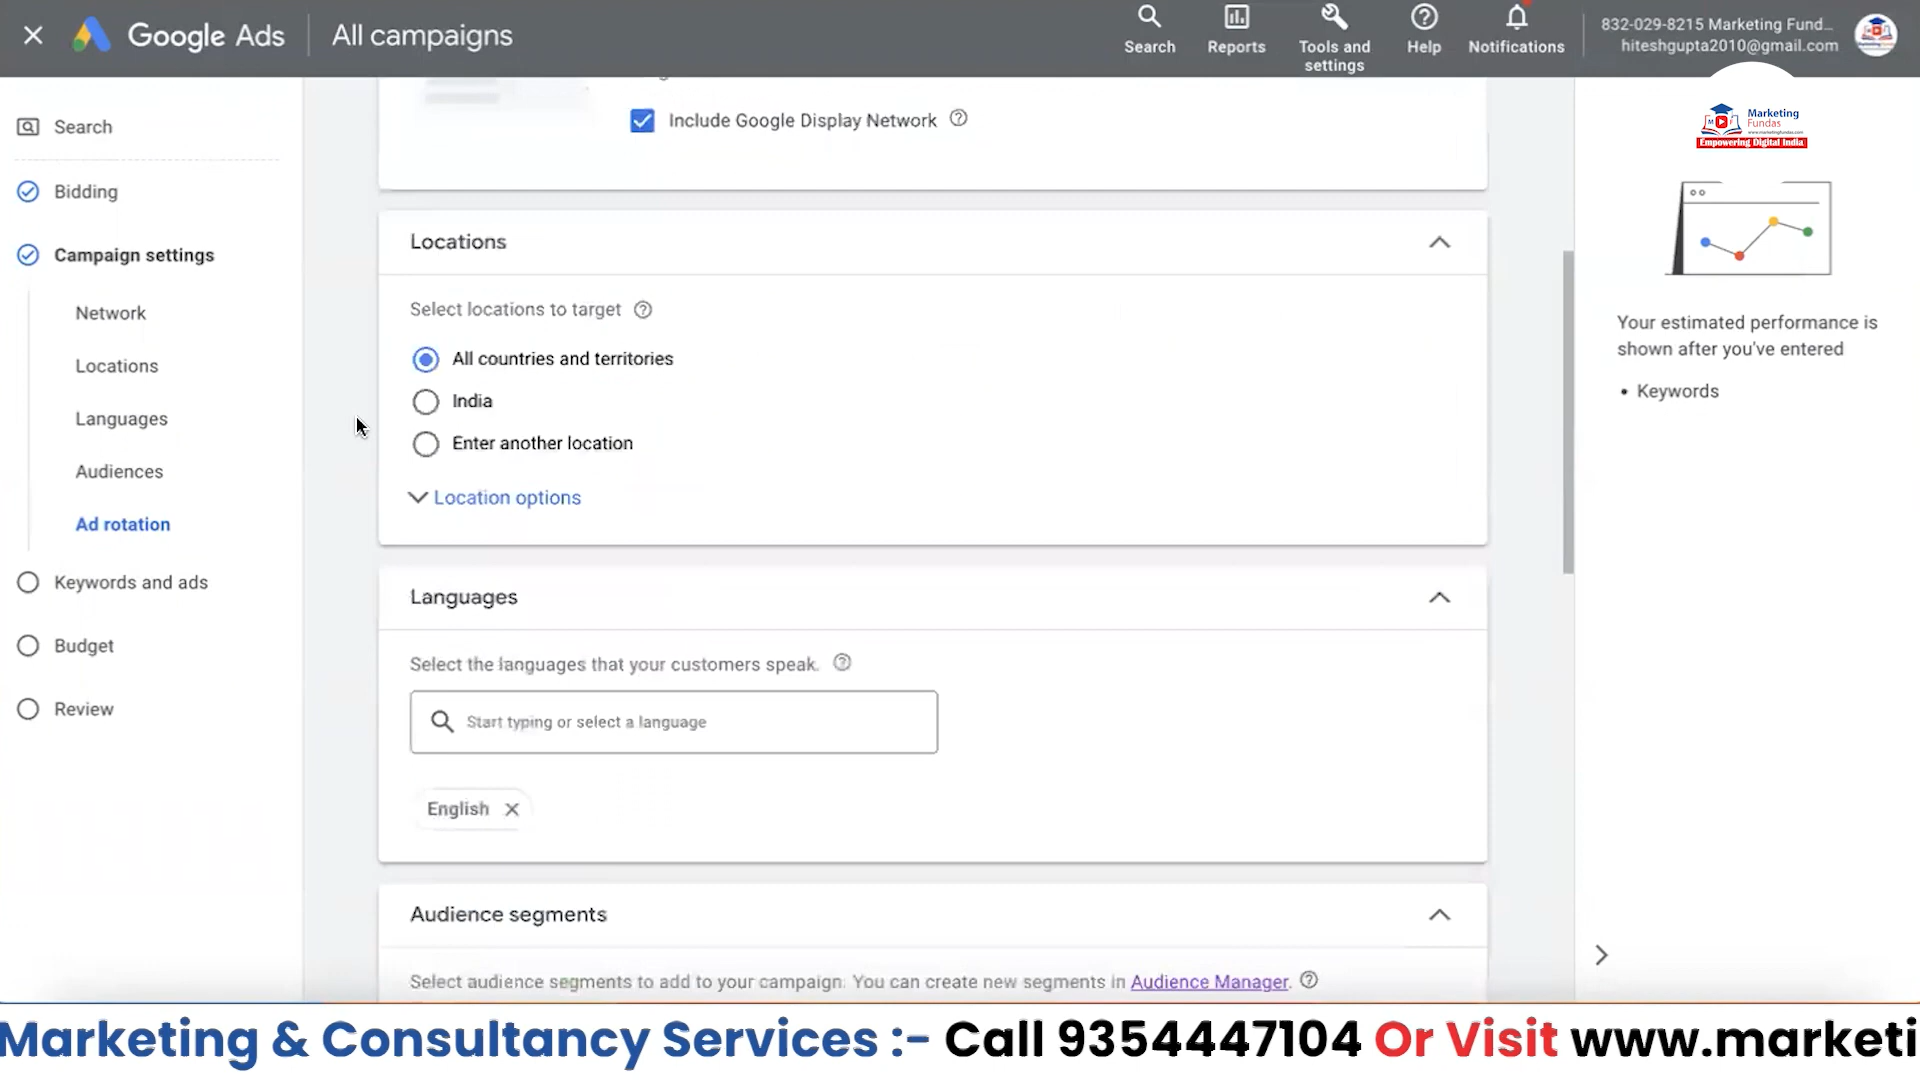 Google Ads
All campaigns
Search
Reports
Tools and
settings
Help
Notifications
832-029-8215 Marketing Fund...
hiteshgupta2010@gmail.com
Search
Bidding
Campaign settings
Network
Locations
Languages
Audiences
Ad rotation
Keywords and ads
Budget
Review
Include Google Display Network
Locations
Select locations to target
All countries and territories
India
Enter another location
Location options
Languages
Select the languages that your customers speak.
Start typing or select a language
English
Audience segments
Select audience segments to add to your campaign. You can create new segments in Audience Manager.
Marketing
Fundas
www.marketingfundas.com
Empowering Digital India
Your estimated performance is
shown after you've entered
• Keywords
Marketing & Consultancy Services :- Call 9354447104 Or Visit www.marketi